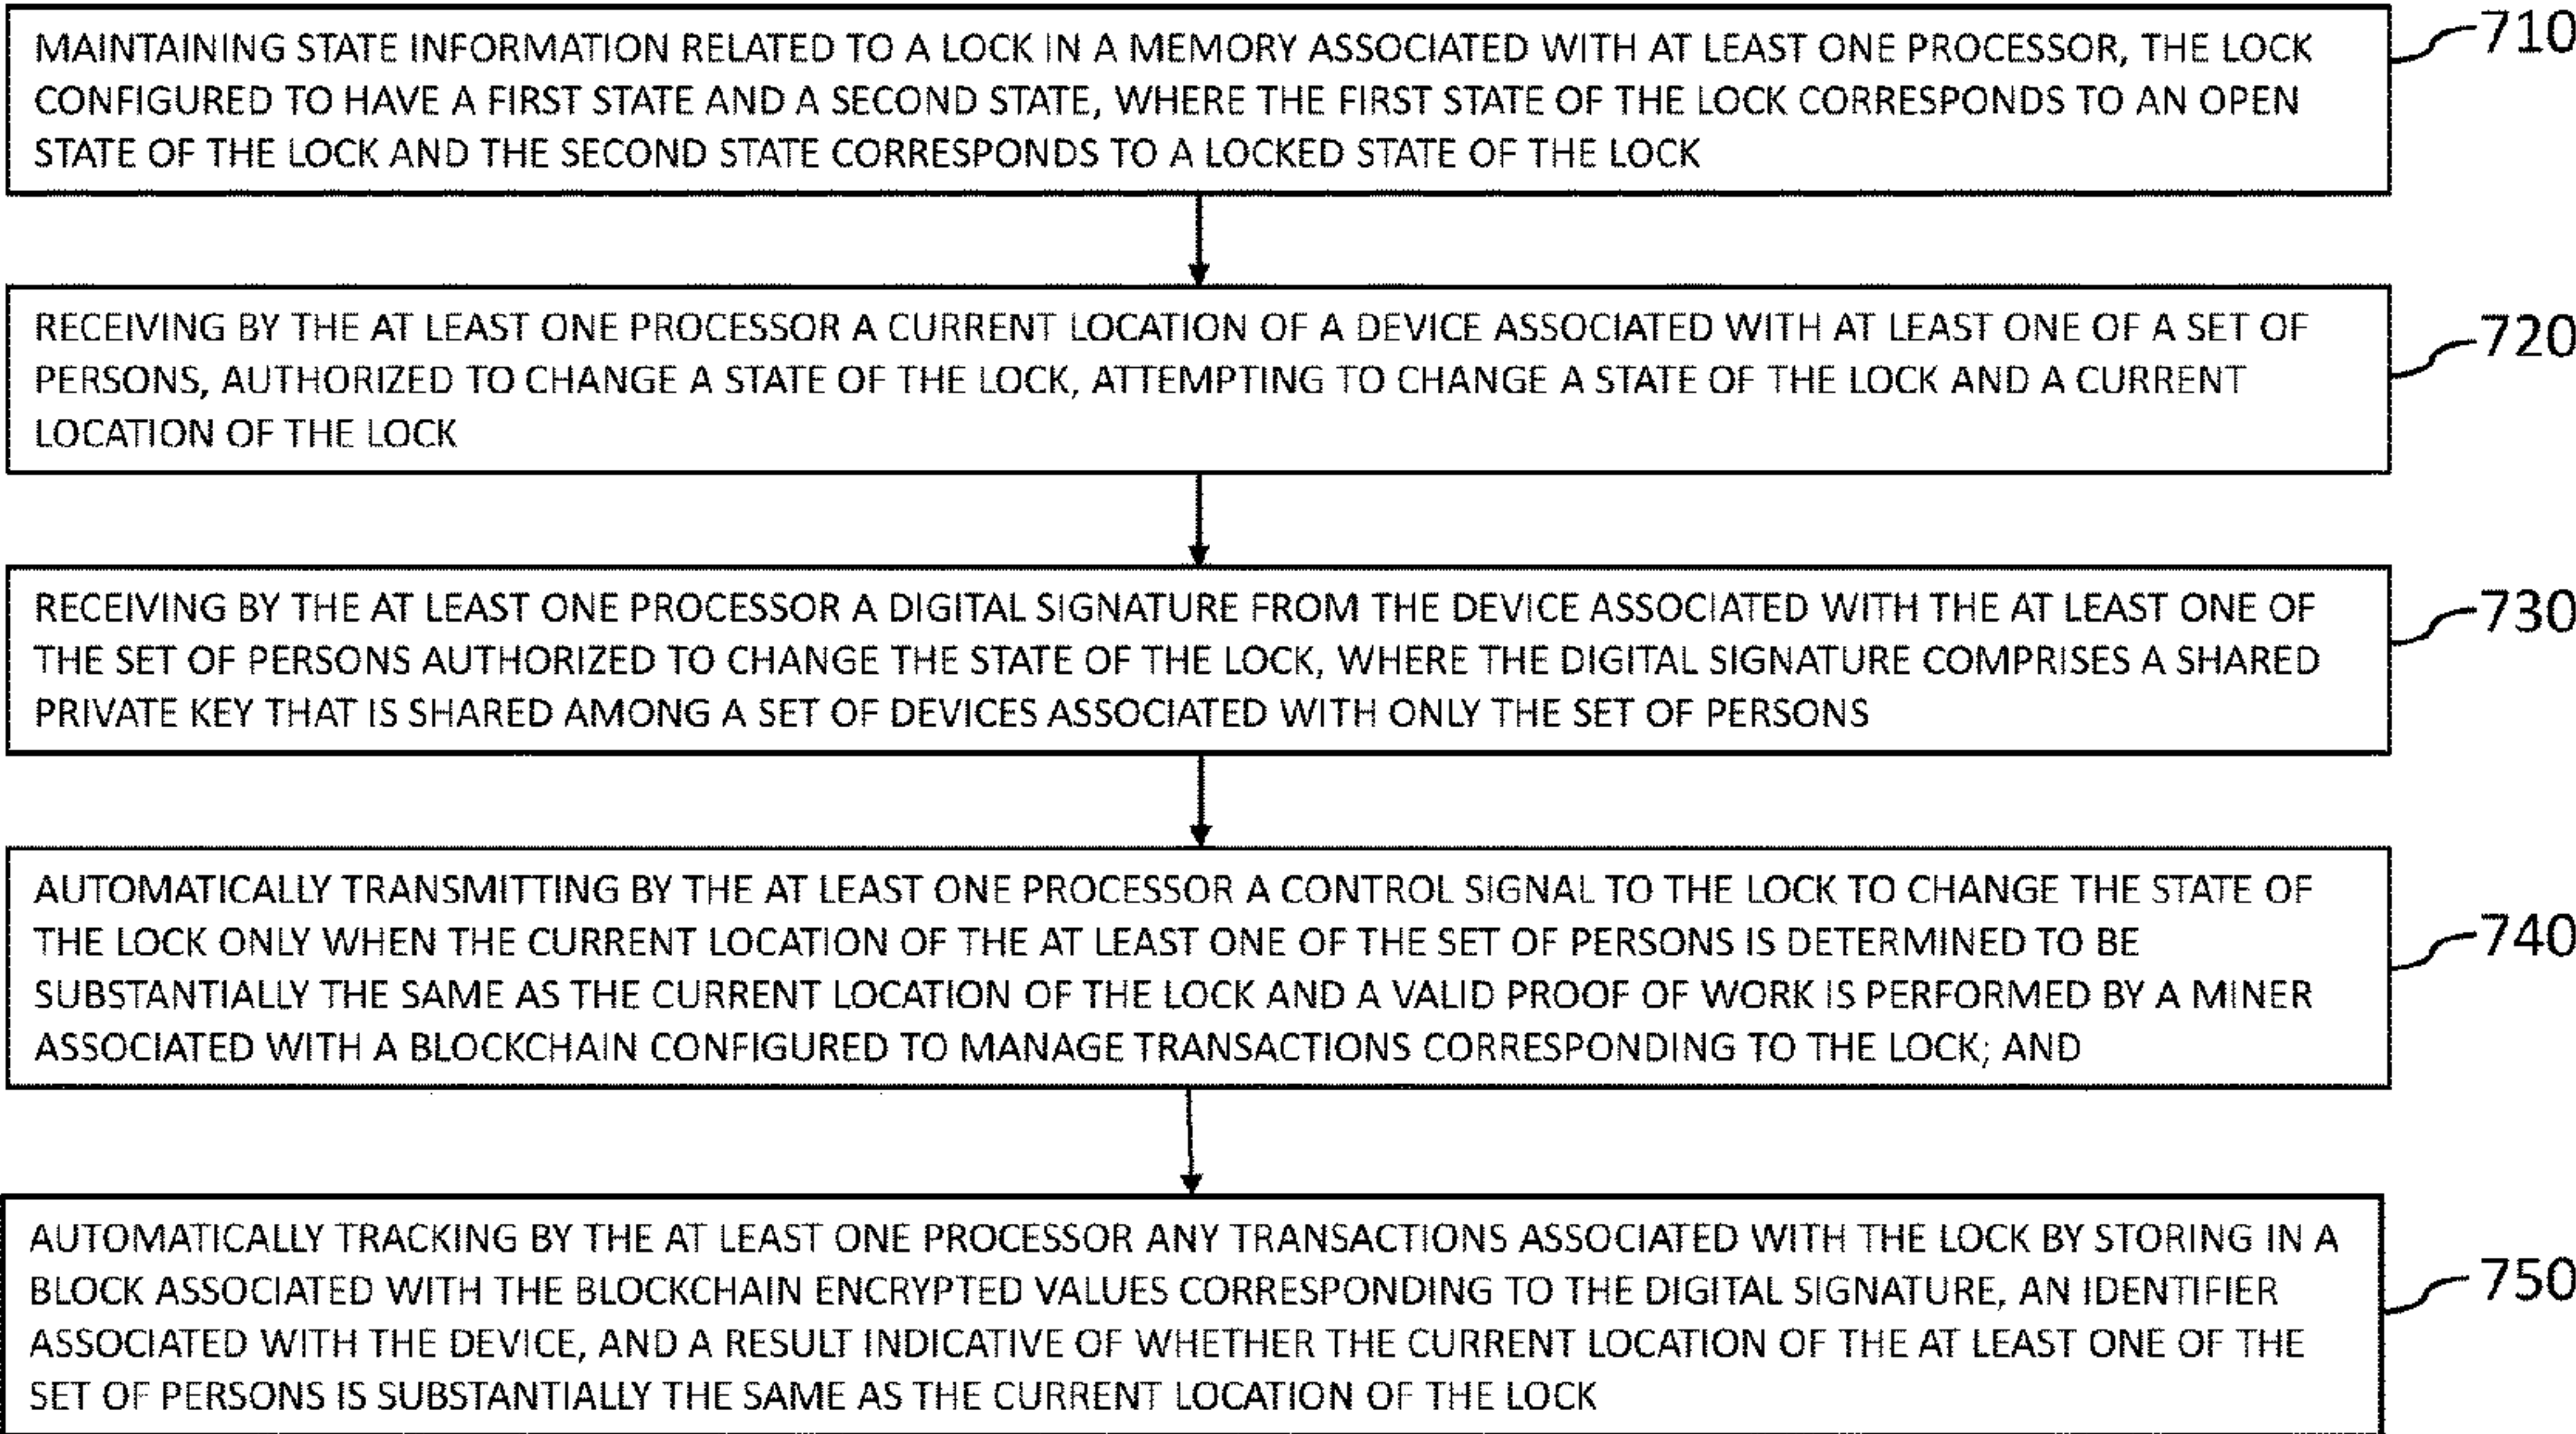 MAINTAINING STATE INFORMATION RELATED TO A LOCK IN A MEMORY ASSOCIATED WITH AT LEAST ONE PROCESSOR, THE LOCK
CONFIGURED TO HAVE A FIRST STATE AND A SECOND STATE, WHERE THE FIRST STATE OF THE LOCK CORRESPONDS TO AN OPEN
STATE OF THE LOCK AND THE SECOND STATE CORRESPONDS TO A LOCKED STATE OF THE LOCK
710
RECEIVING BY THE AT LEAST ONE PROCESSOR A CURRENT LOCATION OF A DEVICE ASSOCIATED WITH AT LEAST ONE OF A SET OF
PERSONS, AUTHORIZED TO CHANGE A STATE OF THE LOCK, ATTEMPTING TO CHANGE A STATE OF THE LOCK AND A CURRENT
LOCATION OF THE LOCK
720
RECEIVING BY THE AT LEAST ONE PROCESSOR A DIGITAL SIGNATURE FROM THE DEVICE ASSOCIATED WITH THE AT LEAST ONE OF
THE SET OF PERSONS AUTHORIZED TO CHANGE THE STATE OF THE LOCK, WHERE THE DIGITAL SIGNATURE COMPRISES A SHARED
PRIVATE KEY THAT IS SHARED AMONG A SET OF DEVICES ASSOCIATED WITH ONLY THE SET OF PERSONS
730
AUTOMATICALLY TRANSMITTING BY THE AT LEAST ONE PROCESSOR A CONTROL SIGNAL TO THE LOCK TO CHANGE THE STATE OF
THE LOCK ONLY WHEN THE CURRENT LOCATION OF THE AT LEAST ONE OF THE SET OF PERSONS IS DETERMINED TO BE
SUBSTANTIALLY THE SAME AS THE CURRENT LOCATION OF THE LOCK AND A VALID PROOF OF WORK IS PERFORMED BY A MINER
ASSOCIATED WITH A BLOCKCHAIN CONFIGURED TO MANAGE TRANSACTIONS CORRESPONDING TO THE LOCK; AND
740
AUTOMATICALLY TRACKING BY THE AT LEAST ONE PROCESSOR ANY TRANSACTIONS ASSOCIATED WITH THE LOCK BY STORING IN A
BLOCK ASSOCIATED WITH THE BLOCKCHAIN ENCRYPTED VALUES CORRESPONDING TO THE DIGITAL SIGNATURE, AN IDENTIFIER
ASSOCIATED WITH THE DEVICE, AND A RESULT INDICATIVE OF WHETHER THE CURRENT LOCATION OF THE AT LEAST ONE OF THE
SET OF PERSONS IS SUBSTANTIALLY THE SAME AS THE CURRENT LOCATION OF THE LOCK
750